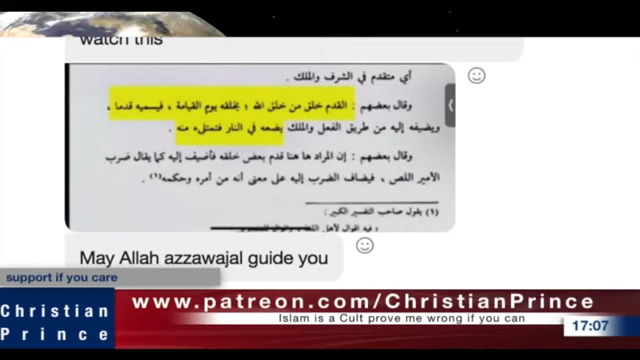 watch this
أي متقدم في الشرف والملك .
وقال بعضهم : القدم خلق من خلق الله ؛ يخلقه يوم القيامة ، فيسميه قدما ،
ويضيفه إليه من طريق الفعل والملك يضعه في النار فتمتلىء منه .
وقال بعضهم : إن المراد ها هنا قدم بعض خلقه فأضيف إليه كما يقال ضرب
الأمير اللص ، فيضاف الضرب إليه على معنى أنه من أمره وحكمه(١) .
(١) يقول صاحب التفسير الكبير :
May Allah azzawajal guide you
support if you care
Christian
Prince
www.patreon.com/ChristianPrince
Islam is a Cult prove me wrong if you can
17:07